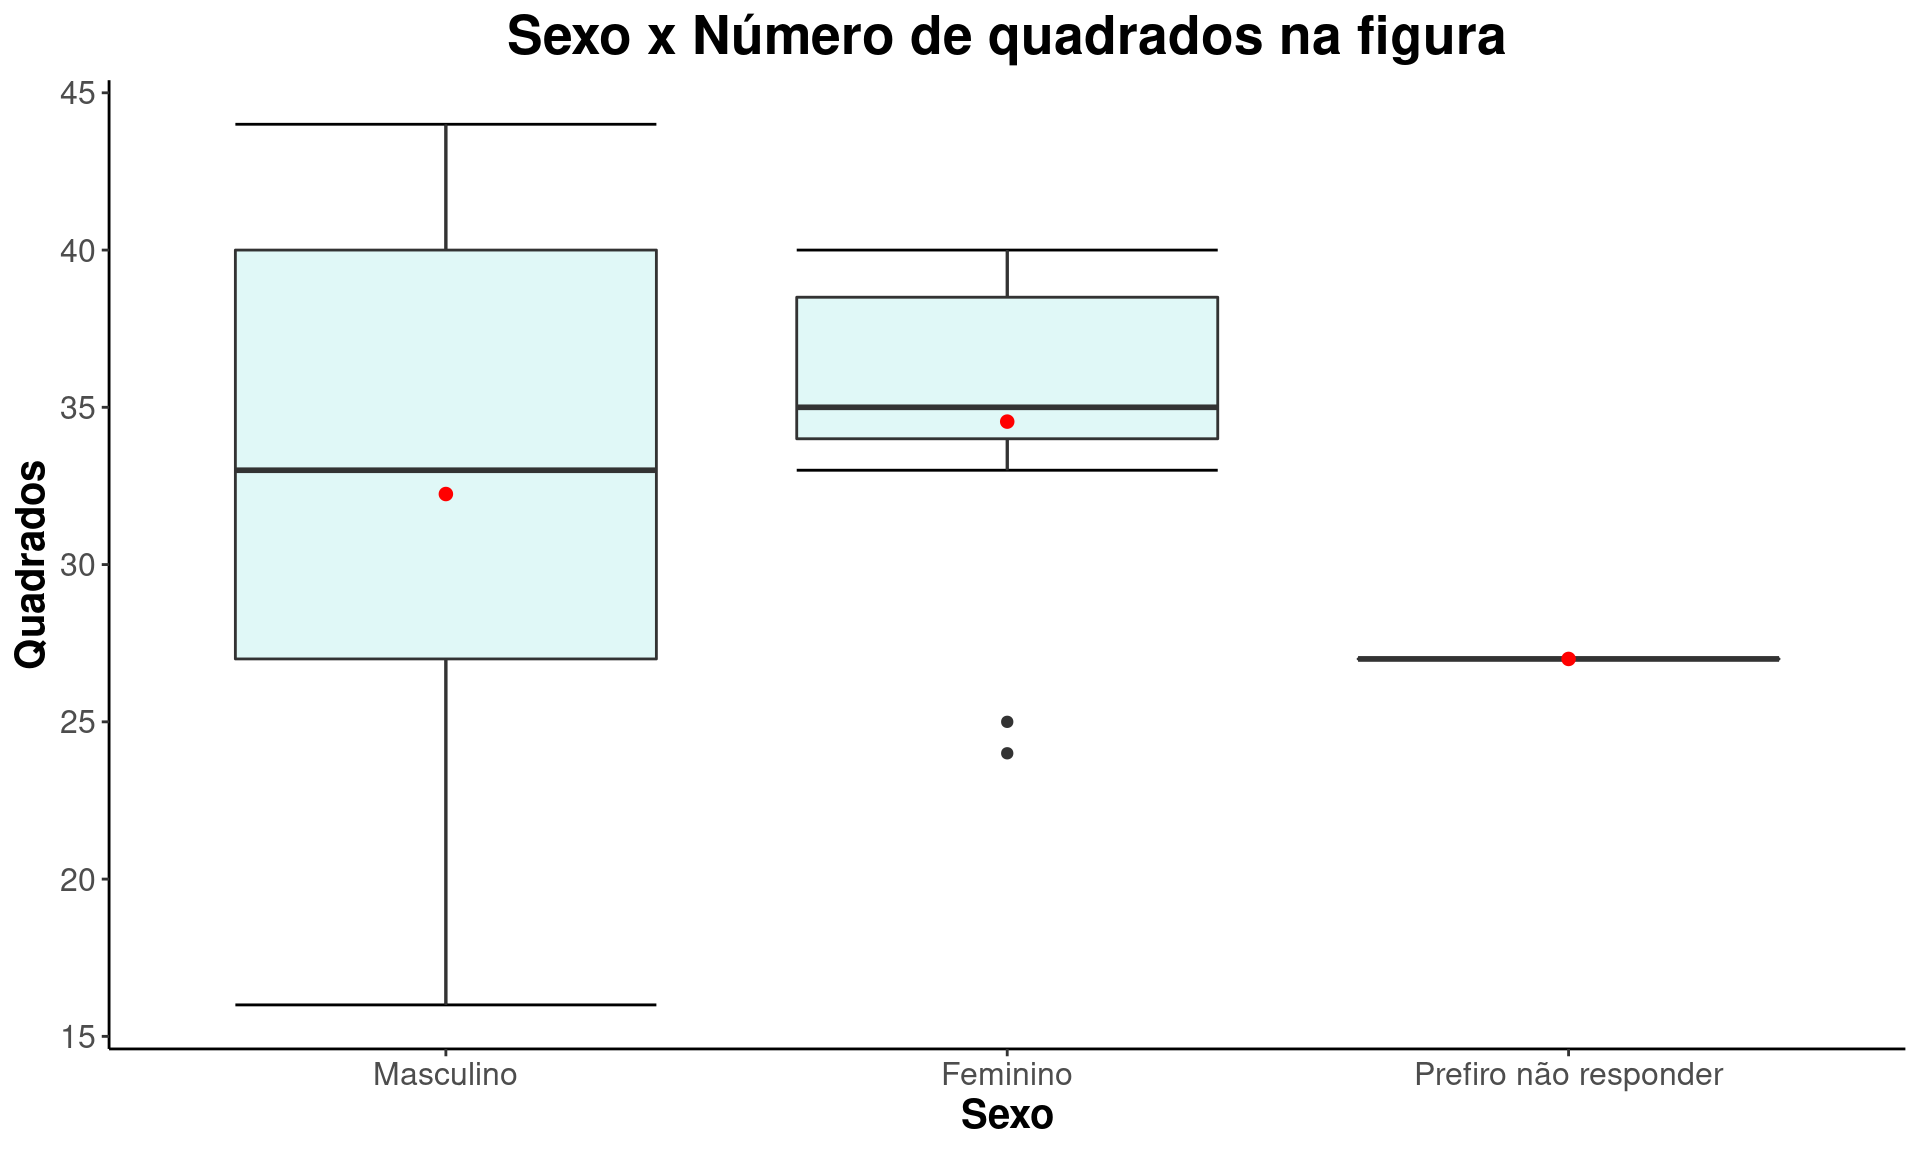 Sexo x Número de quadrados na figura
Quadrados
45
40
35
30
25
20
15
Masculino
Feminino
Prefiro não responder
Sexo